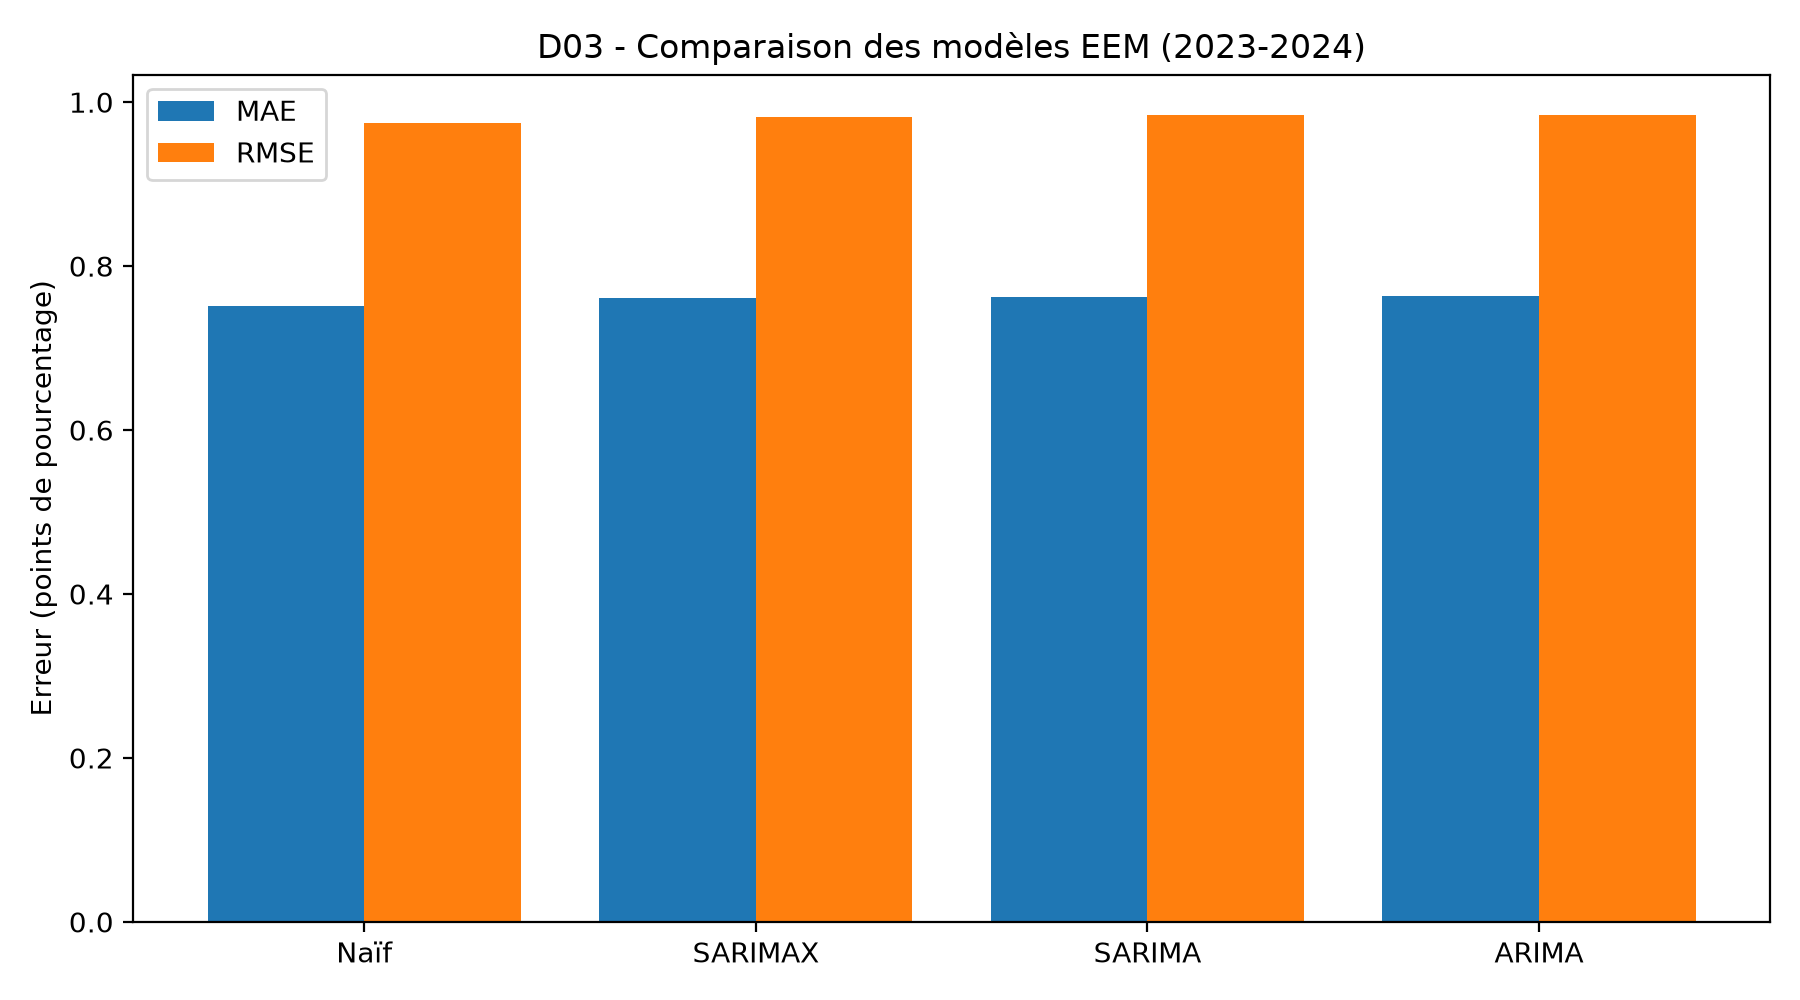 D03 - Comparaison des modèles EEM (2023-2024)
MAE
RMSE
Erreur (points de pourcentage)
1.0
0.8
0.6
0.4
0.2
0.0
Naïf
SARIMAX
SARIMA
ARIMA